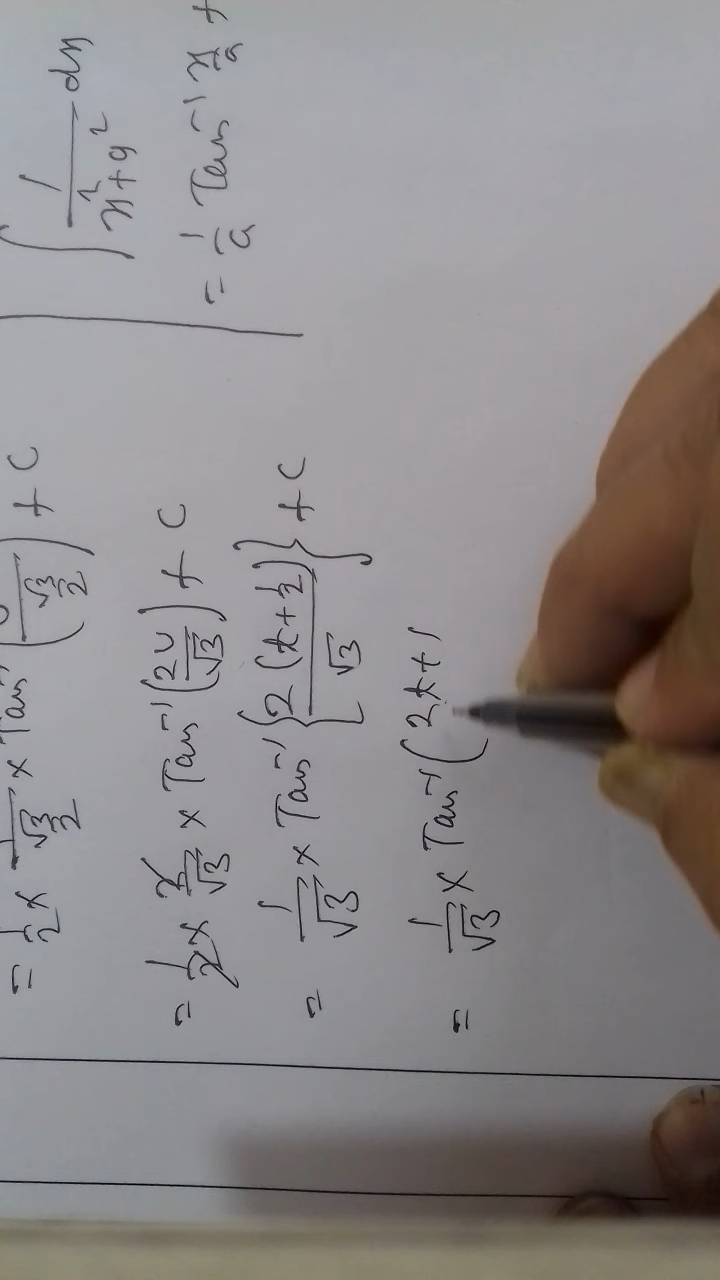 = 1/2 × 1/(√3/2) × Tan⁻¹(U/(√3/2)) + C
= 1/2 × 2/√3 × Tan⁻¹(2U/√3) + C
= 1/√3 × Tan⁻¹{2(t+1/2)/√3} + C
= 1/√3 × Tan⁻¹(2t+1
∫ 1/(x²+a²) dx
= 1/a Tan⁻¹ x/a +